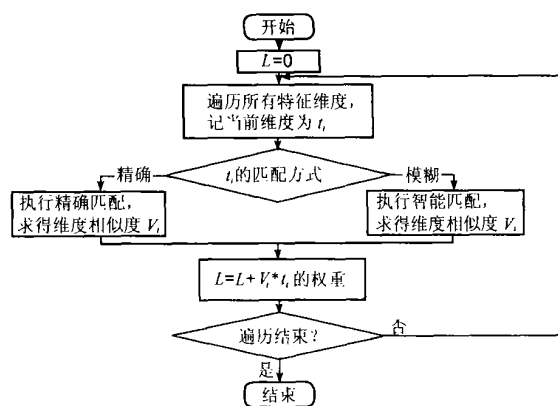 开始
L=0
遍历所有特征维度,
记当前维度为 tᵢ
精确
tᵢ的匹配方式
模糊
执行精确匹配,
求得维度相似度 Vᵢ
执行智能匹配,
求得维度相似度 Vᵢ
L=L+Vᵢ*tᵢ的权重
遍历结束?
否
是
结束